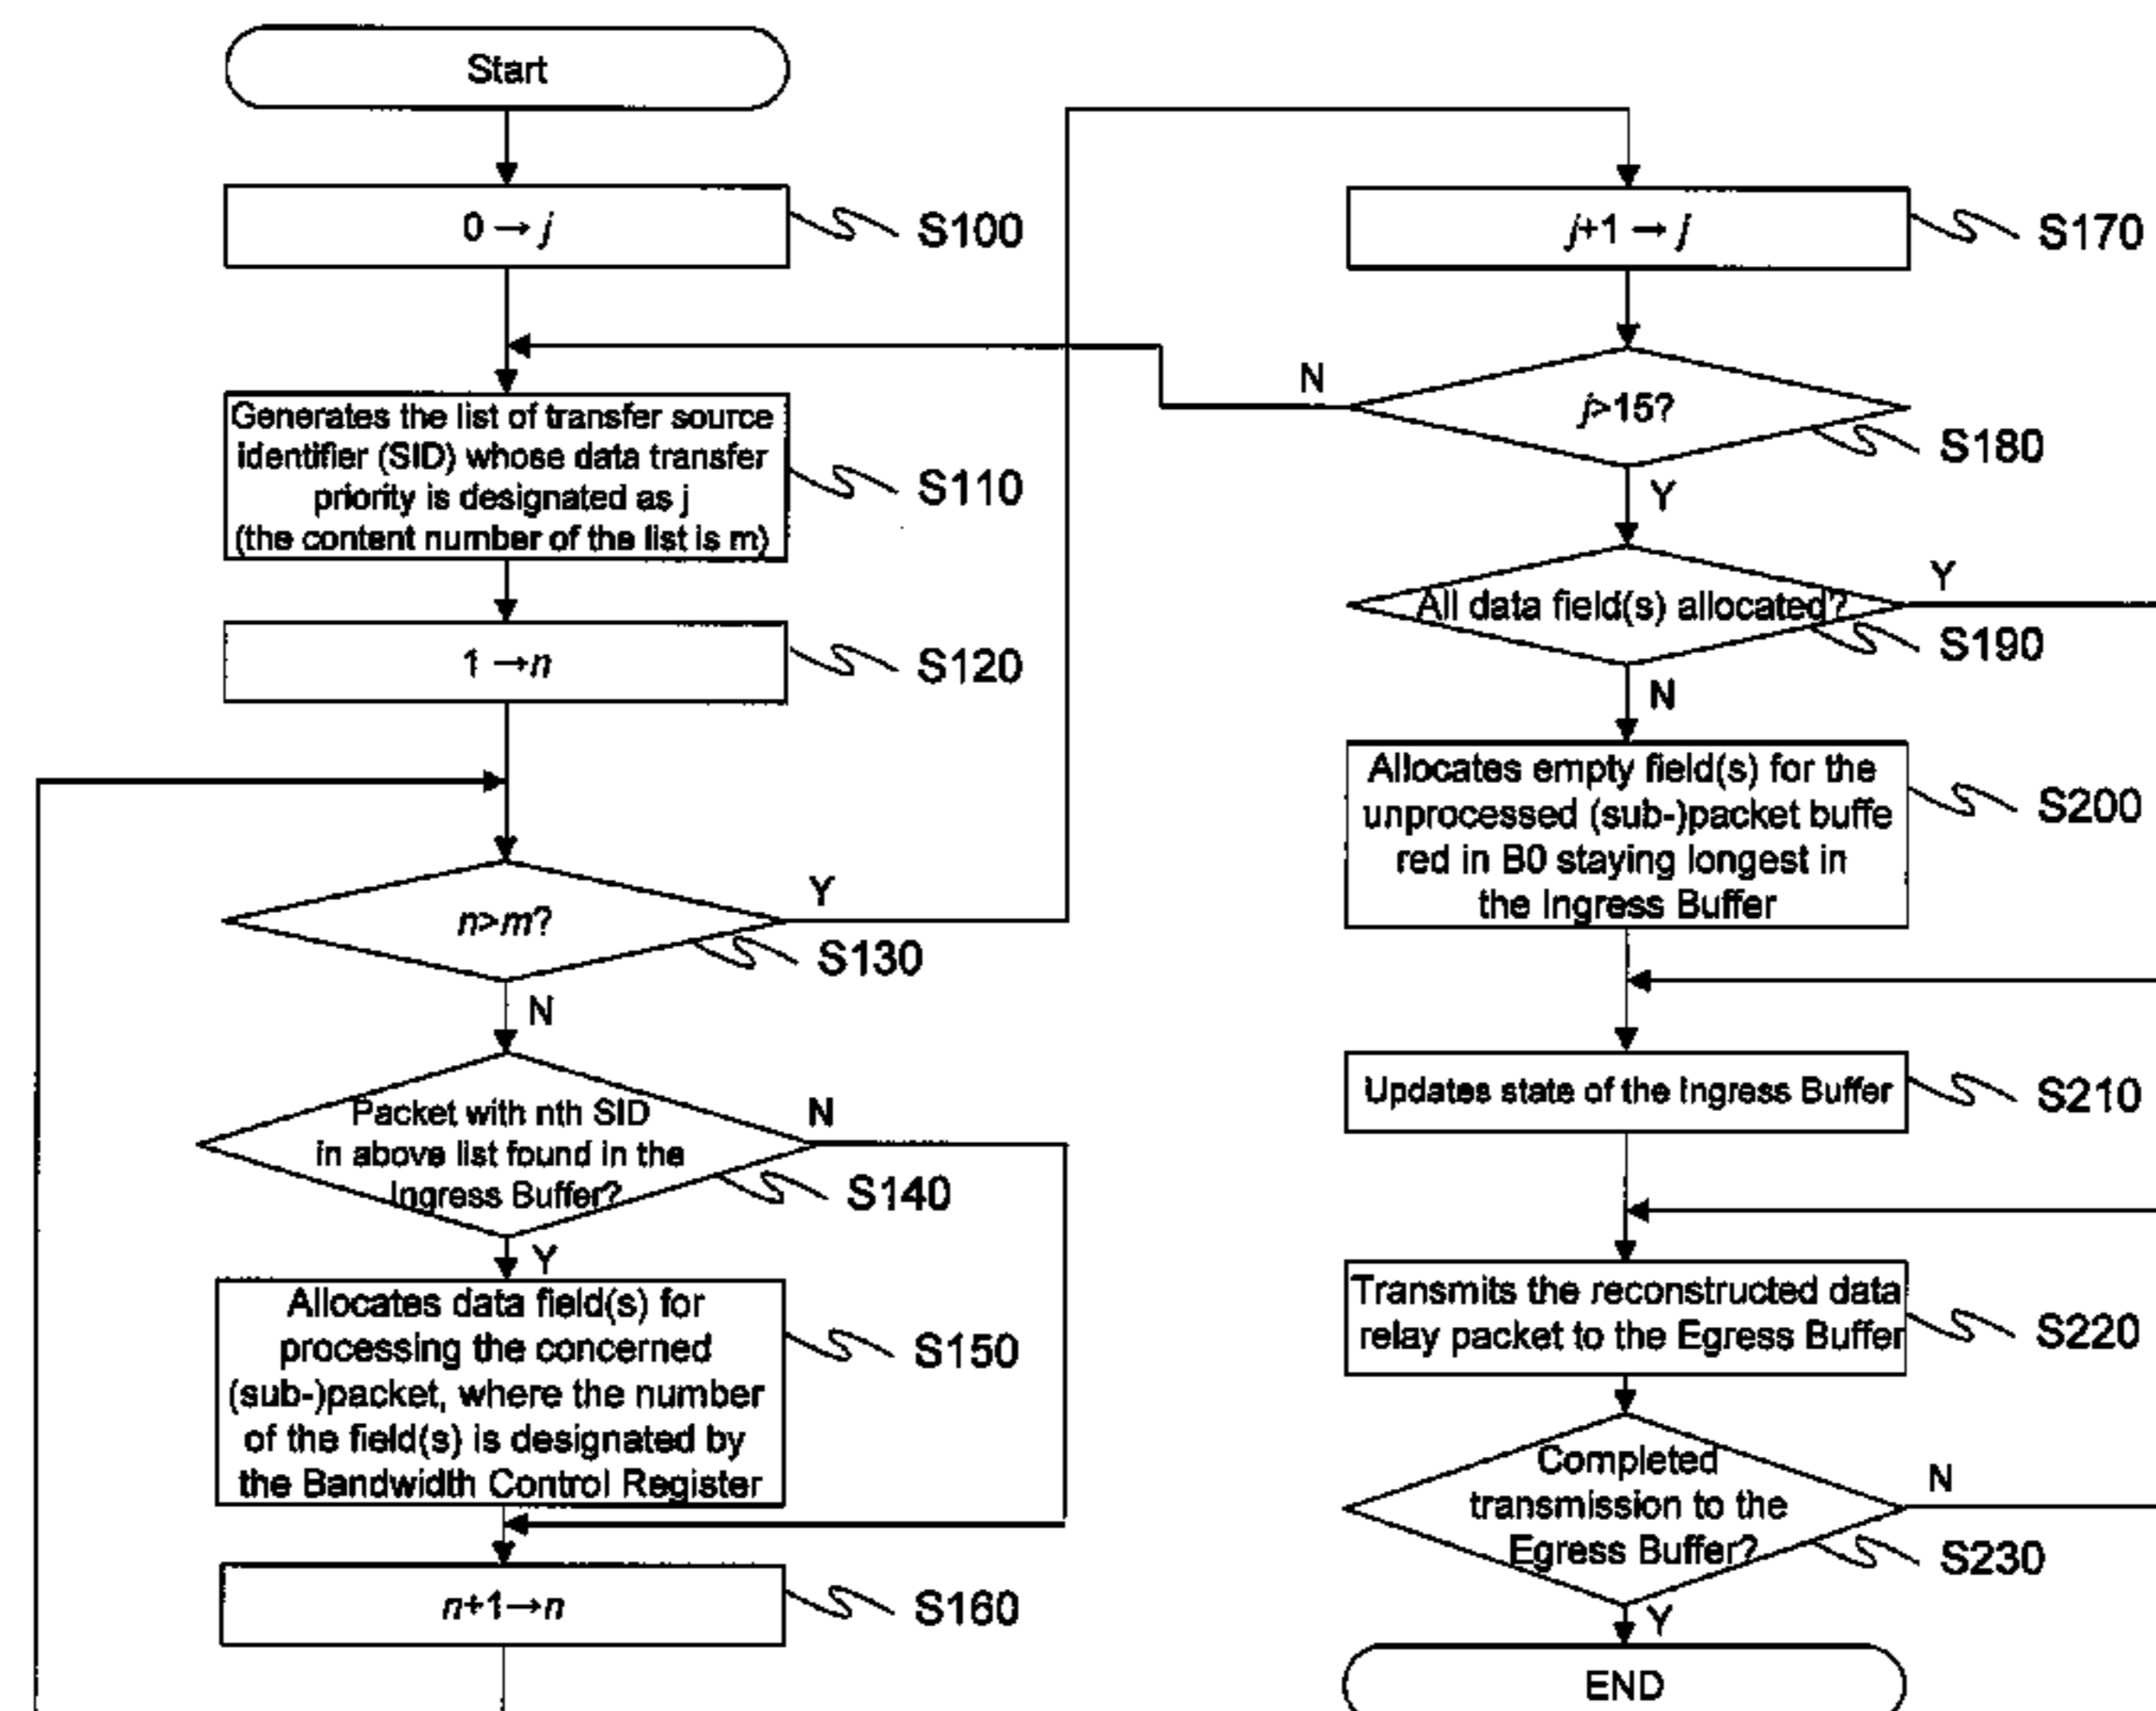 Start
0 → j
S100
Generates the list of transfer source
identifier (SID) whose data transfer
priority is designated as j
(the content number of the list is m)
S110
1 → n
S120
n>m?
Y
S130
N
Packet with nth SID
in above list found in the
Ingress Buffer?
N
S140
Y
Allocates data field(s) for
processing the concerned
(sub-)packet, where the number
of the field(s) is designated by
the Bandwidth Control Register
S150
n+1→n
S160
j+1 → j
S170
N
j>15?
S180
Y
All data field(s) allocated?
Y
S190
N
Allocates empty field(s) for the
unprocessed (sub-)packet buffe
red in B0 staying longest in
the Ingress Buffer
S200
Updates state of the Ingress Buffer
S210
Transmits the reconstructed data
relay packet to the Egress Buffer
S220
Completed
transmission to the
Egress Buffer?
N
S230
Y
END